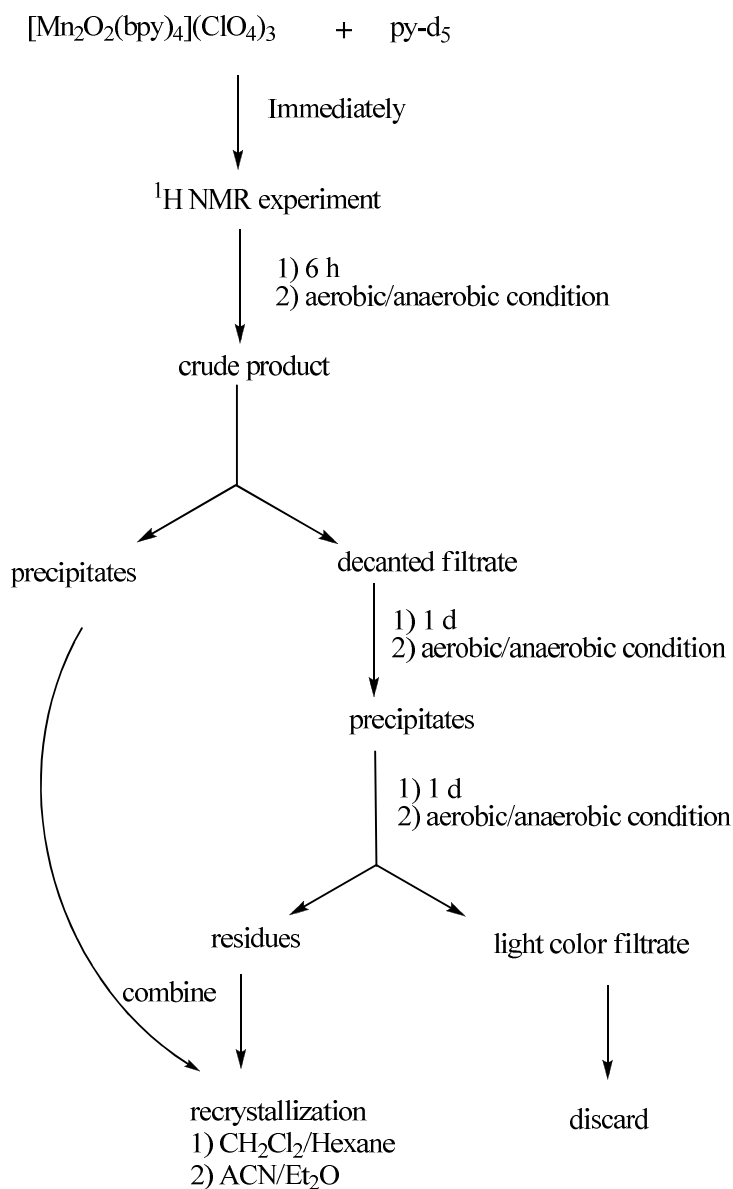 [Mn₂O₂(bpy)₄](ClO₄)₃ + py-d₅
Immediately
¹H NMR experiment
1) 6 h
2) aerobic/anaerobic condition
crude product
precipitates
decanted filtrate
1) 1 d
2) aerobic/anaerobic condition
precipitates
1) 1 d
2) aerobic/anaerobic condition
residues
light color filtrate
combine
recrystallization
1) CH₂Cl₂/Hexane
2) ACN/Et₂O
discard